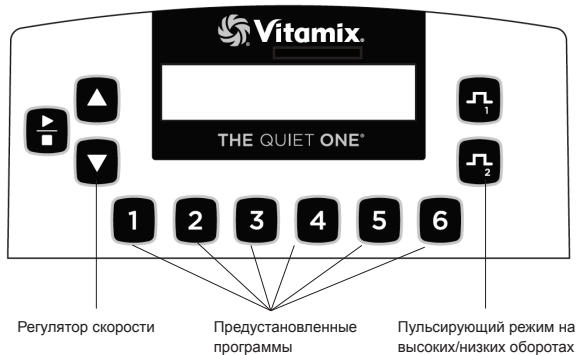 Vitamix.
THE QUIET ONE®
1
2
1 2 3 4 5 6
Регулятор скорости
Предустановленные
программы
Пульсирующий режим на
высоких/низких оборотах